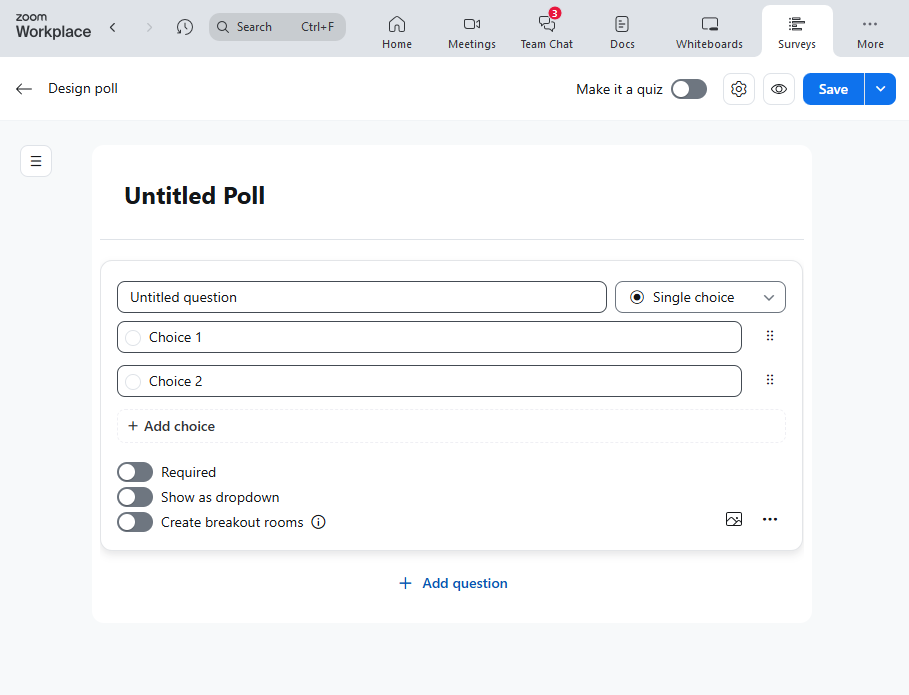 zoom
Workplace
Search Ctrl+F
Home
Meetings
3
Team Chat
Docs
Whiteboards
Surveys
More
Design poll
Make it a quiz
Save
Untitled Poll
Untitled question
Single choice
Choice 1
Choice 2
+ Add choice
Required
Show as dropdown
Create breakout rooms
+ Add question